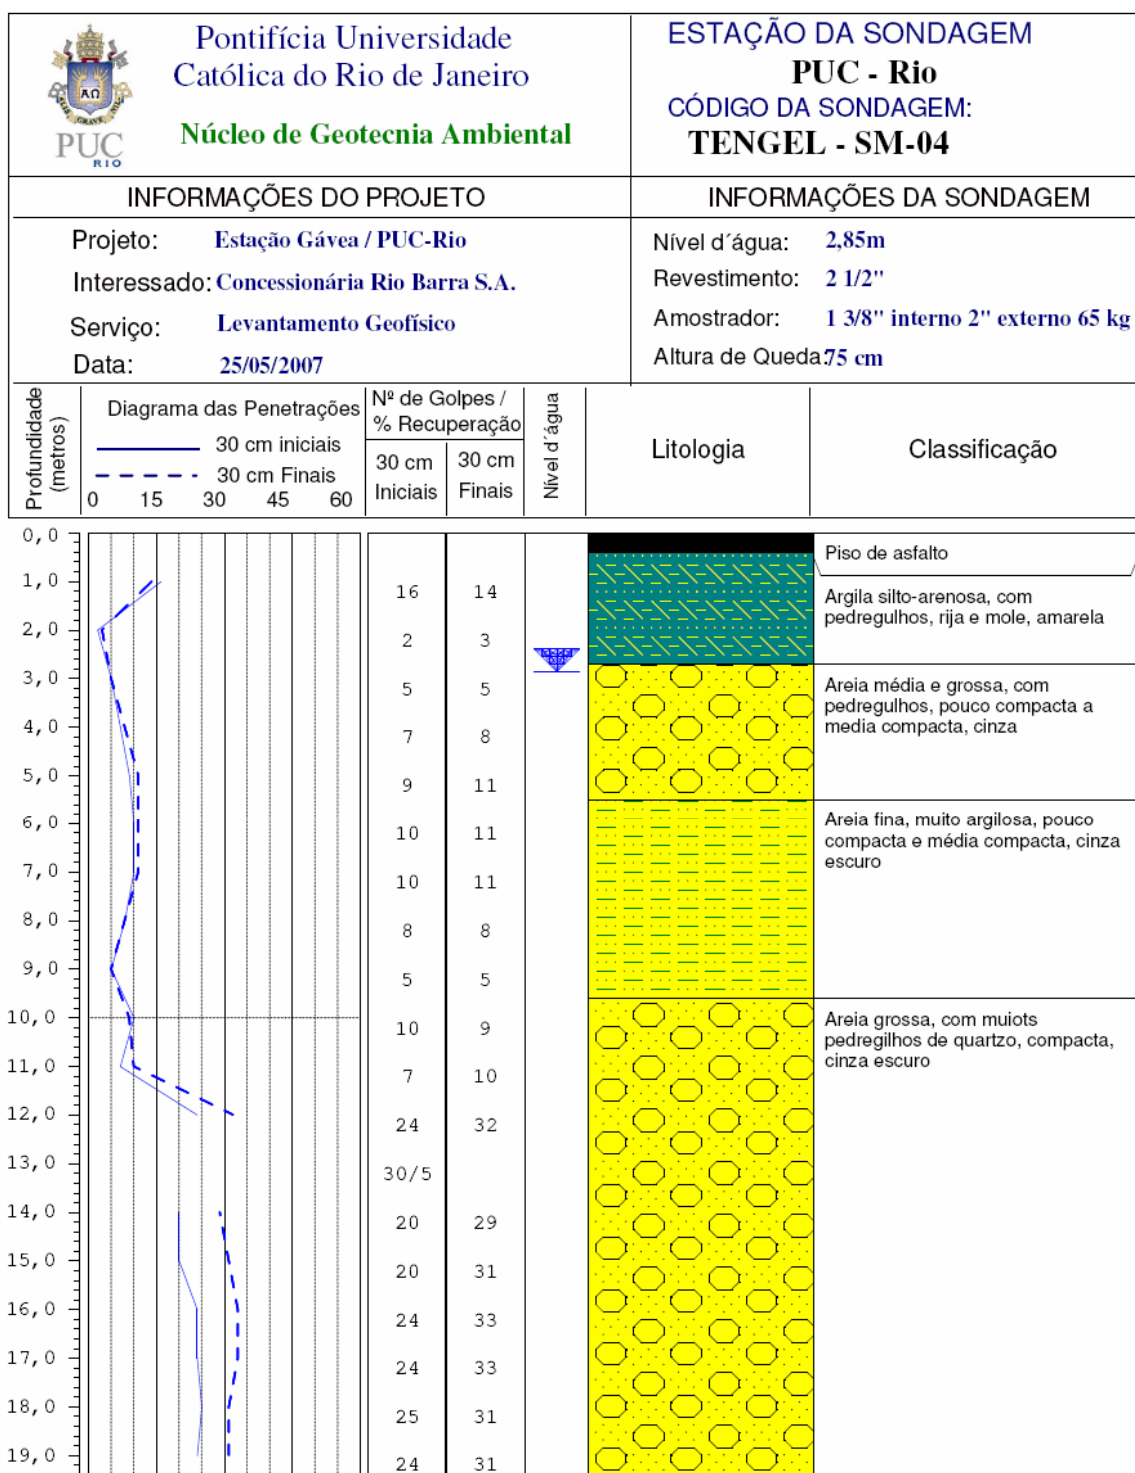 Pontifícia Universidade
Católica do Rio de Janeiro
Núcleo de Geotecnia Ambiental
ΑΩ
PUC
RIO
ESTAÇÃO DA SONDAGEM
PUC - Rio
CÓDIGO DA SONDAGEM:
TENGEL - SM-04
INFORMAÇÕES DO PROJETO
Projeto: Estação Gávea / PUC-Rio
Interessado: Concessionária Rio Barra S.A.
Serviço: Levantamento Geofísico
Data: 25/05/2007
INFORMAÇÕES DA SONDAGEM
Nível d´água: 2,85m
Revestimento: 2 1/2"
Amostrador: 1 3/8" interno 2" externo 65 kg
Altura de Queda: 75 cm
Profundidade
(metros)
Diagrama das Penetrações
30 cm iniciais
30 cm Finais
0 15 30 45 60
Nº de Golpes /
% Recuperação
30 cm
Iniciais
30 cm
Finais
Nível d´água
Litologia
Classificação
0,0
1,0 16 14
2,0 2 3
3,0 5 5
4,0 7 8
5,0 9 11
6,0 10 11
7,0 10 11
8,0 8 8
9,0 5 5
10,0 10 9
11,0 7 10
12,0 24 32
13,0 30/5
14,0 20 29
15,0 20 31
16,0 24 33
17,0 24 33
18,0 25 31
19,0 24 31
Piso de asfalto
Argila silto-arenosa, com
pedregulhos, rija e mole, amarela
Areia média e grossa, com
pedregulhos, pouco compacta a
media compacta, cinza
Areia fina, muito argilosa, pouco
compacta e média compacta, cinza
escuro
Areia grossa, com muiots
pedregilhos de quartzo, compacta,
cinza escuro